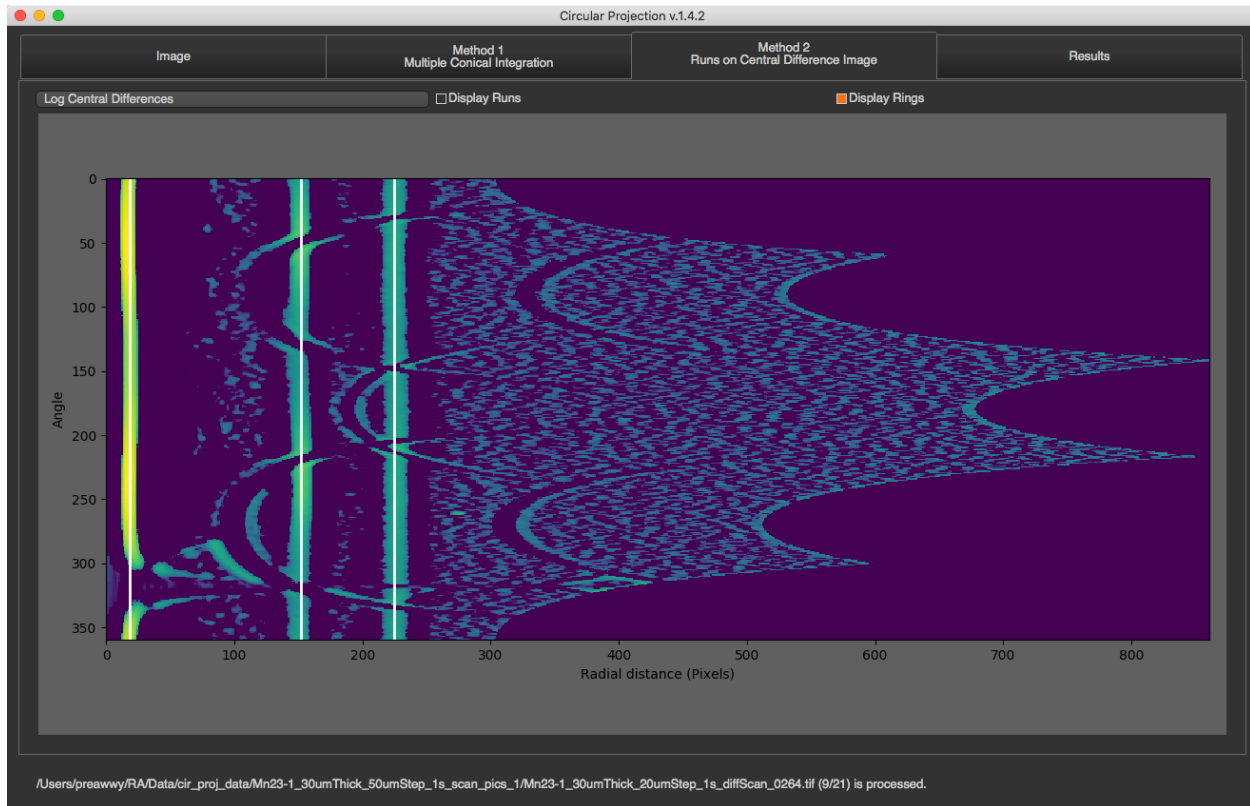 Circular Projection v.1.4.2
Image
Method 1
Multiple Conical Integration
Method 2
Runs on Central Difference Image
Results
Log Central Differences
Display Runs
Display Rings
0
50
100
150
200
250
300
350
Angle
0
100
200
300
400
500
600
700
800
Radial distance (Pixels)
/Users/preawwy/RA/Data/cir_proj_data/Mn23-1_30umThick_50umStep_1s_scan_pics_1/Mn23-1_30umThick_20umStep_1s_diffScan_0264.tif (9/21) is processed.